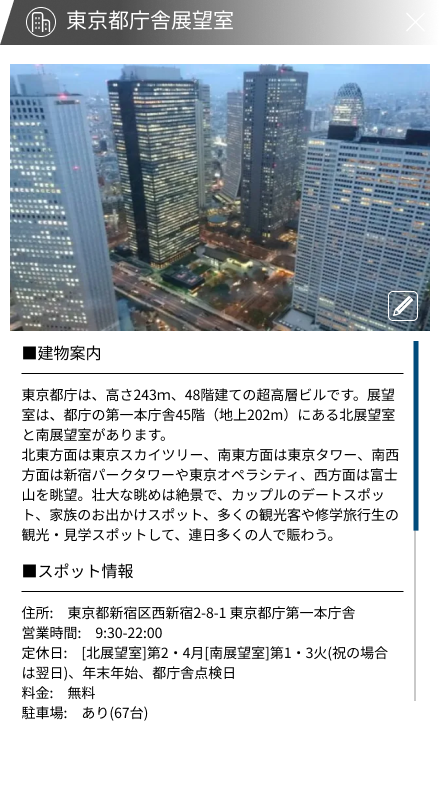 東京都庁舎展望室
■建物案内
東京都庁は、高さ243m、48階建ての超高層ビルです。展望
室は、都庁の第一本庁舎45階（地上202m）にある北展望室
と南展望室があります。
北東方面は東京スカイツリー、南東方面は東京タワー、南西
方面は新宿パークタワーや東京オペラシティ、西方面は富士
山を眺望。壮大な眺めは絶景で、カップルのデートスポッ
ト、家族のお出かけスポット、多くの観光客や修学旅行生の
観光・見学スポットして、連日多くの人で賑わう。
■スポット情報
住所:　東京都新宿区西新宿2-8-1 東京都庁第一本庁舎
営業時間:　9:30-22:00
定休日:　[北展望室]第2・4月[南展望室]第1・3火(祝の場合
は翌日)、年末年始、都庁舎点検日
料金:　無料
駐車場:　あり(67台)